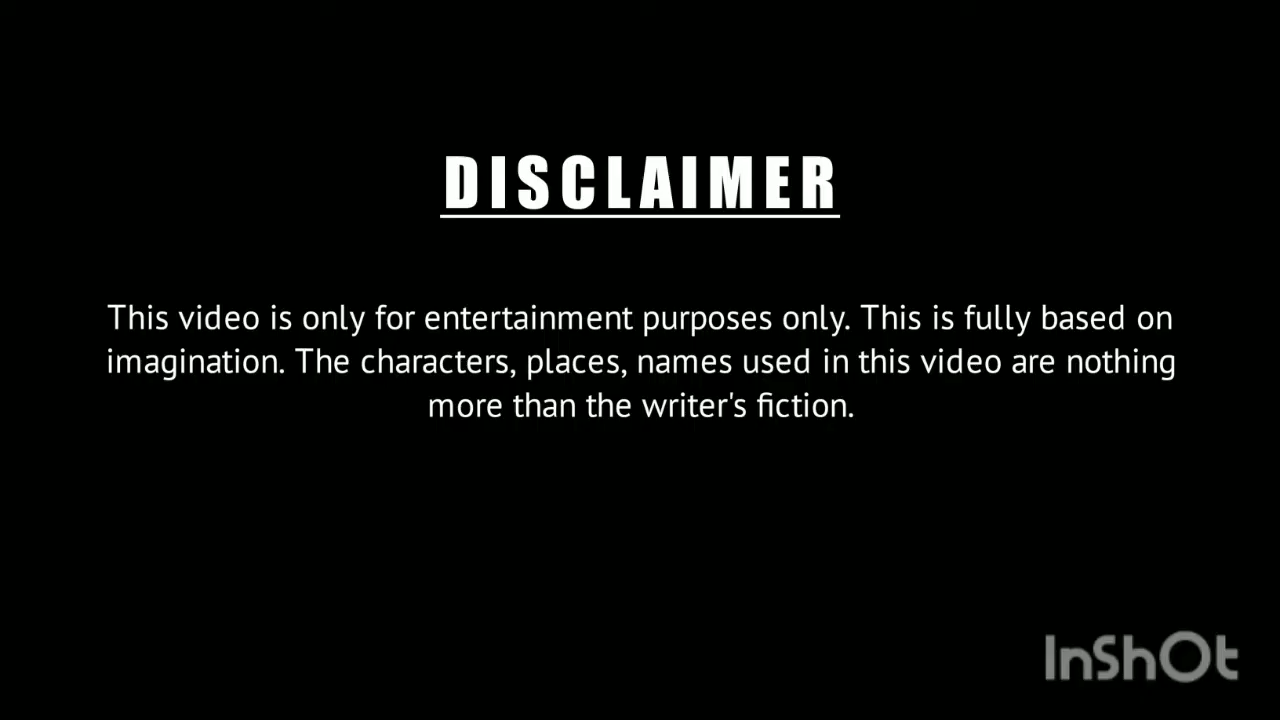 DISCLAIMER
This video is only for entertainment purposes only. This is fully based on
imagination. The characters, places, names used in this video are nothing
more than the writer's fiction.
InShOt